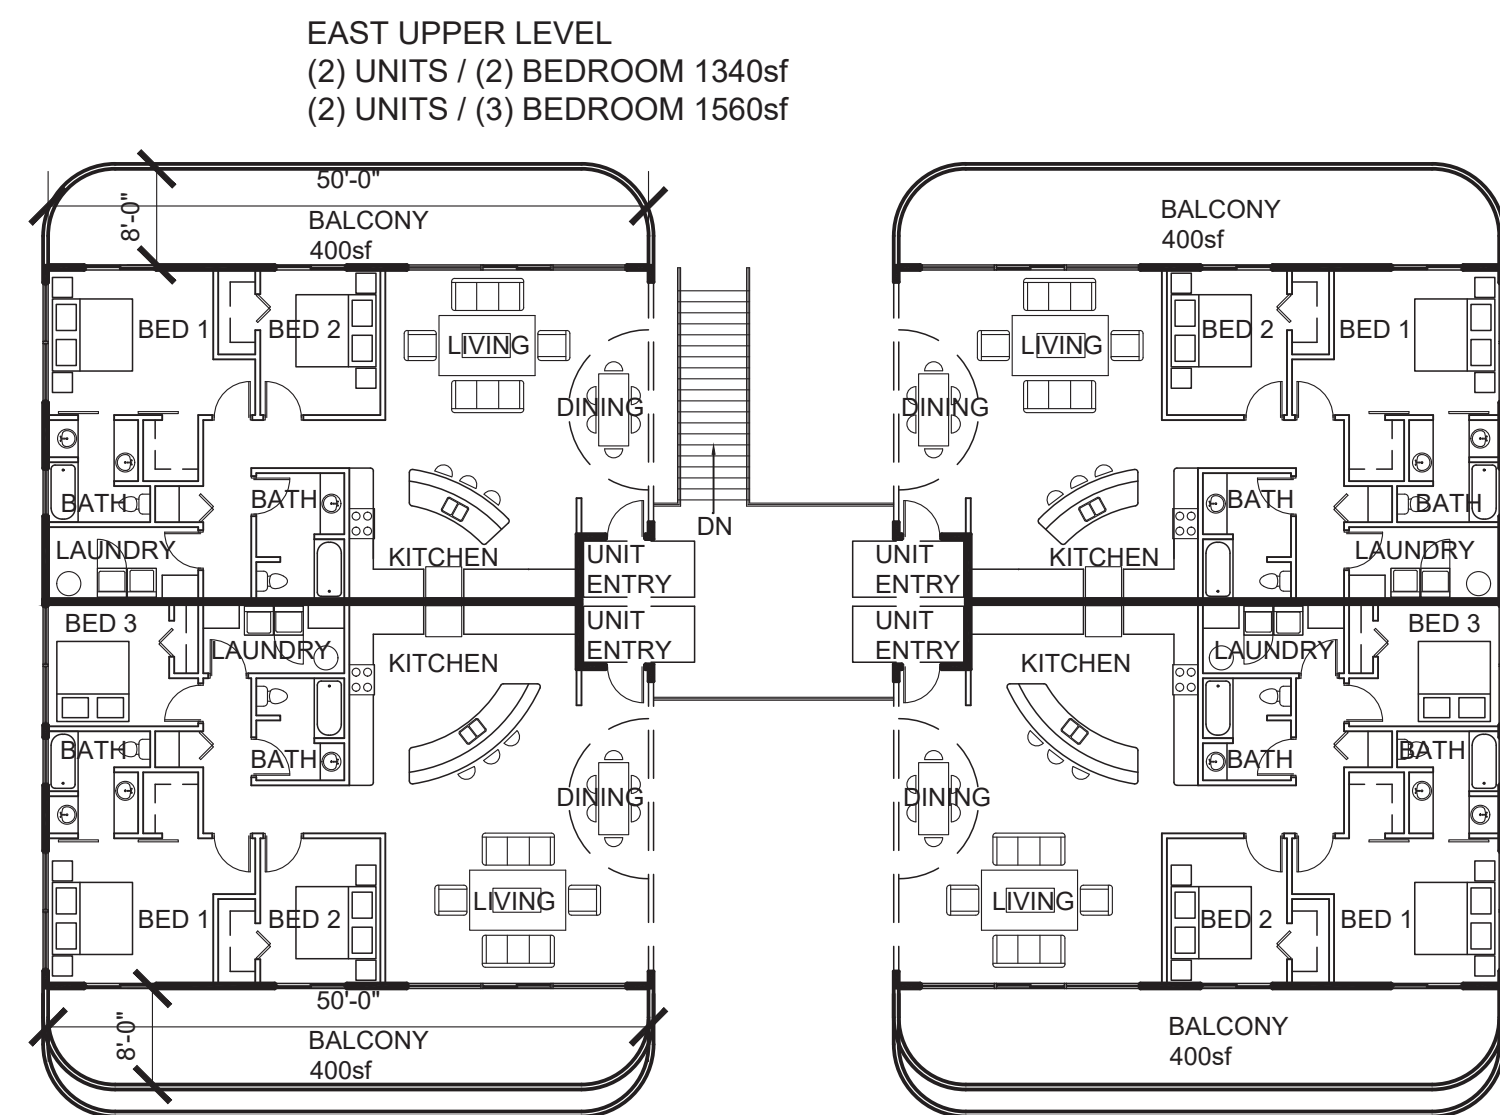 EAST UPPER LEVEL
(2) UNITS / (2) BEDROOM 1340sf
(2) UNITS / (3) BEDROOM 1560sf
50'-0"
8'-0"
BALCONY
400sf
BALCONY
400sf
BED 1
BED 2
LIVING
DINING
LIVING
DINING
BED 2
BED 1
BATH
BATH
LAUNDRY
KITCHEN
UNIT
ENTRY
DN
UNIT
ENTRY
KITCHEN
BATH
BATH
LAUNDRY
BED 3
LAUNDRY
KITCHEN
UNIT
ENTRY
UNIT
ENTRY
KITCHEN
LAUNDRY
BED 3
BATH
BATH
DINING
DINING
BATH
BATH
BED 1
BED 2
LIVING
LIVING
BED 2
BED 1
50'-0"
8'-0"
BALCONY
400sf
BALCONY
400sf